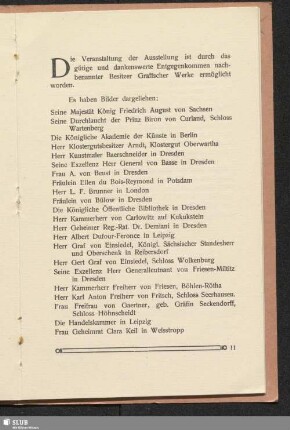 Die Veranstaltung der Ausstellung ist durch das
gütige und dankenswerte Entgegenkommen nach-
benannter Besitzer Grafischer Werke ermöglicht
worden.
Es haben Bilder dargeliehen:
Seine Majestät König Friedrich August von Sachsen
Seine Durchlaucht der Prinz Biron von Curland, Schloss
Wartenberg
Die Königliche Akademie der Künste in Berlin
Herr Klostergutsbesitzer Arndt, Klostergut Oberwartha
Herr Kunstmaler Baerschneider in Dresden
Seine Exzellenz Herr General von Basse in Dresden
Frau A. von Beust in Dresden
Fräulein Ellen du Bois-Reymond in Potsdam
Herr L. F. Brunner in London
Fräulein von Bülow in Dresden
Die Königliche Öffentliche Bibliothek in Dresden
Herr Kammerherr von Carlowitz auf Kukukstein
Herr Geheimer Reg.-Rat Dr. Demiani in Dresden
Herr Albert Dufour-Feronce in Leipzig
Herr Graf von Einsiedel, Königl. Sächsischer Standesherr
und Oberschenk in Reibersdorf
Herr Gert Graf von Einsiedel, Schloss Wolkenburg
Seine Exzellenz Herr Generalleutnant von Friesen-Miltitz
in Dresden
Herr Kammerherr Freiherr von Friesen, Böhlen-Rötha
Herr Karl Anton Freiherr von Fritsch, Schloss Seerhausen.
Frau Freifrau von Gaertner, geb. Gräfin Seckendorff,
Schloss Höhnscheidt
Die Handelskammer in Leipzig
Frau Geheimrat Clara Keil in Weistropp
11
SLUB